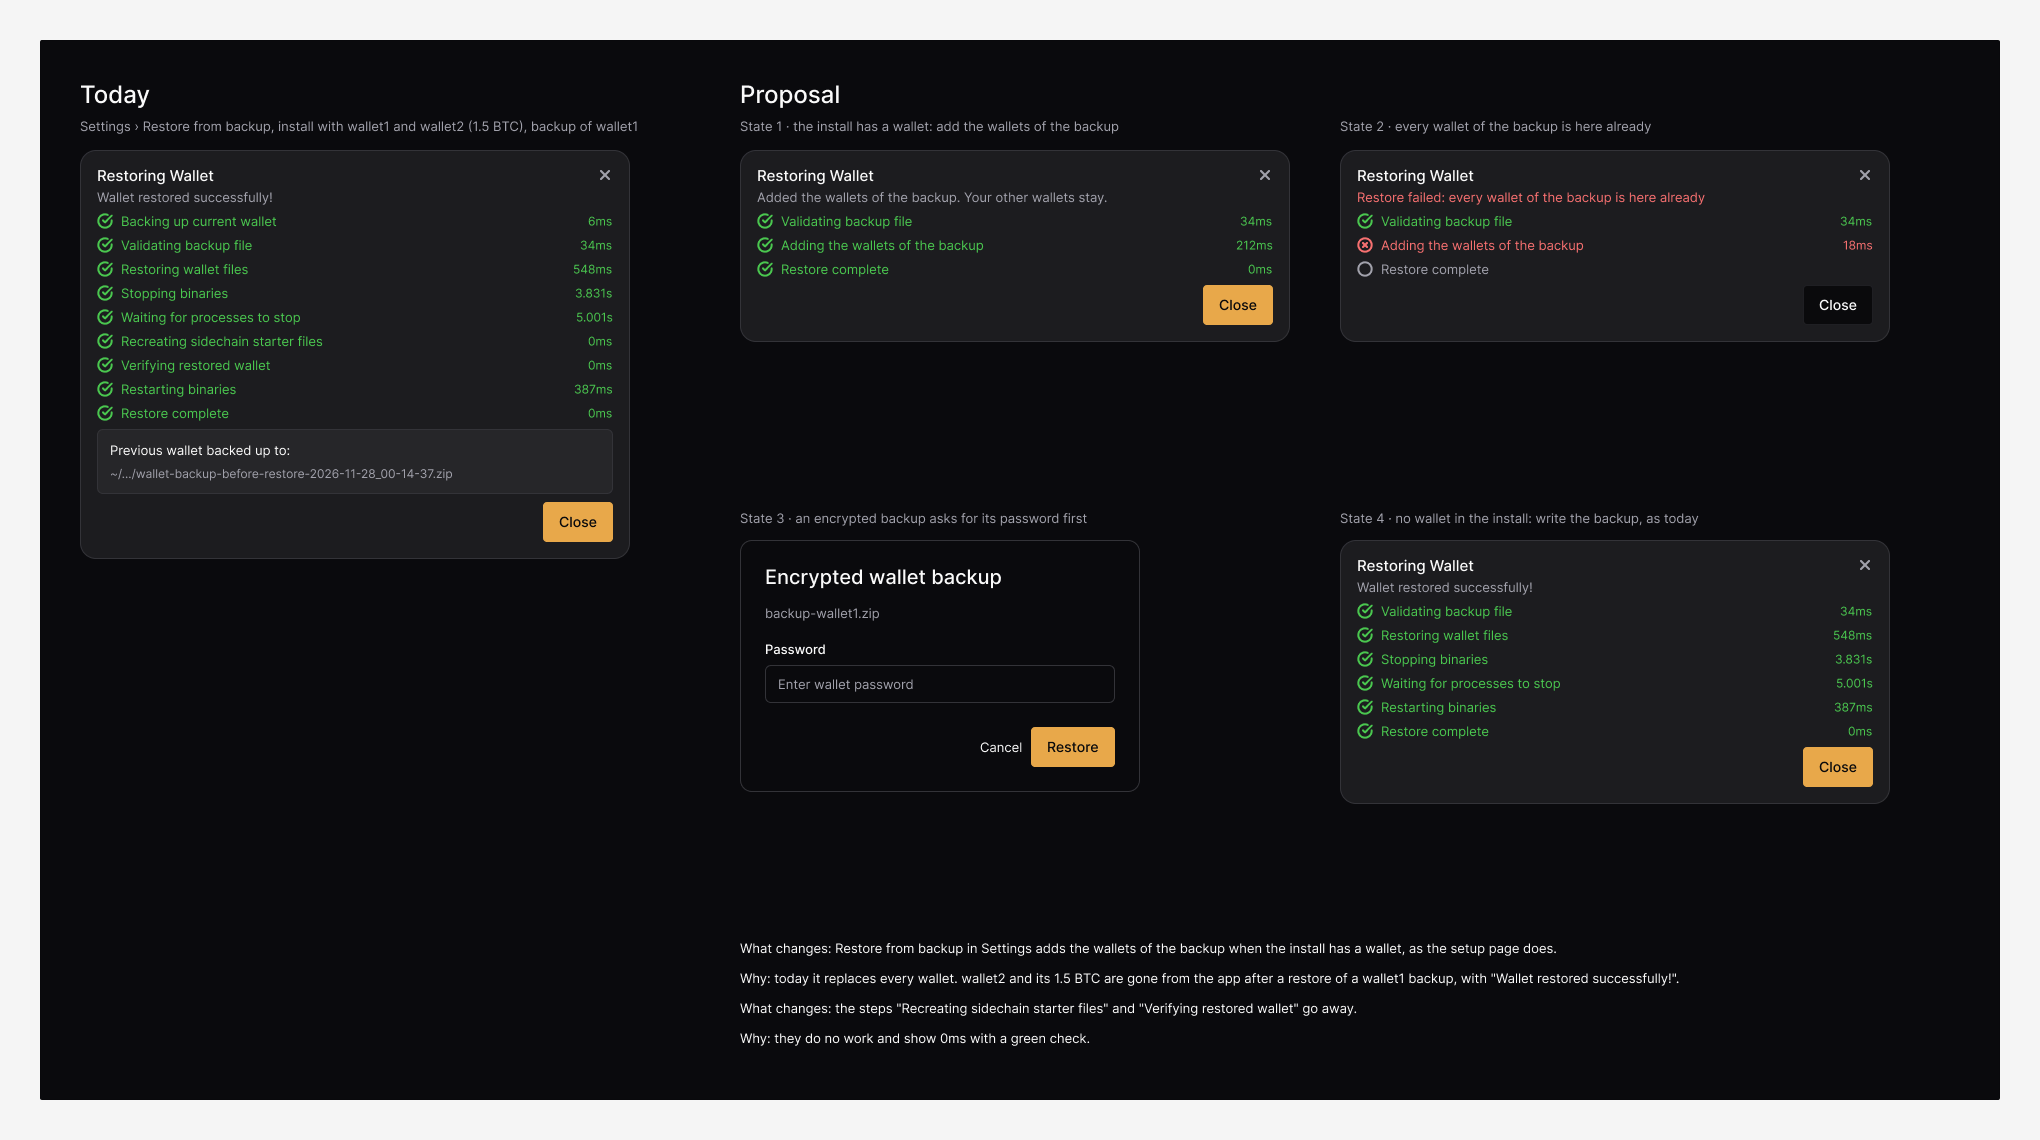 Today
Settings › Restore from backup, install with wallet1 and wallet2 (1.5 BTC), backup of wallet1
Restoring Wallet
Wallet restored successfully!
Backing up current wallet 6ms
Validating backup file 34ms
Restoring wallet files 548ms
Stopping binaries 3.831s
Waiting for processes to stop 5.001s
Recreating sidechain starter files 0ms
Verifying restored wallet 0ms
Restarting binaries 387ms
Restore complete 0ms
Previous wallet backed up to:
~/.../wallet-backup-before-restore-2026-11-28_00-14-37.zip
Close
Proposal
State 1 · the install has a wallet: add the wallets of the backup
Restoring Wallet
Added the wallets of the backup. Your other wallets stay.
Validating backup file 34ms
Adding the wallets of the backup 212ms
Restore complete 0ms
Close
State 2 · every wallet of the backup is here already
Restoring Wallet
Restore failed: every wallet of the backup is here already
Validating backup file 34ms
Adding the wallets of the backup 18ms
Restore complete
Close
State 3 · an encrypted backup asks for its password first
Encrypted wallet backup
backup-wallet1.zip
Password
Enter wallet password
Cancel Restore
State 4 · no wallet in the install: write the backup, as today
Restoring Wallet
Wallet restored successfully!
Validating backup file 34ms
Restoring wallet files 548ms
Stopping binaries 3.831s
Waiting for processes to stop 5.001s
Restarting binaries 387ms
Restore complete 0ms
Close
What changes: Restore from backup in Settings adds the wallets of the backup when the install has a wallet, as the setup page does.
Why: today it replaces every wallet. wallet2 and its 1.5 BTC are gone from the app after a restore of a wallet1 backup, with "Wallet restored successfully!".
What changes: the steps "Recreating sidechain starter files" and "Verifying restored wallet" go away.
Why: they do no work and show 0ms with a green check.